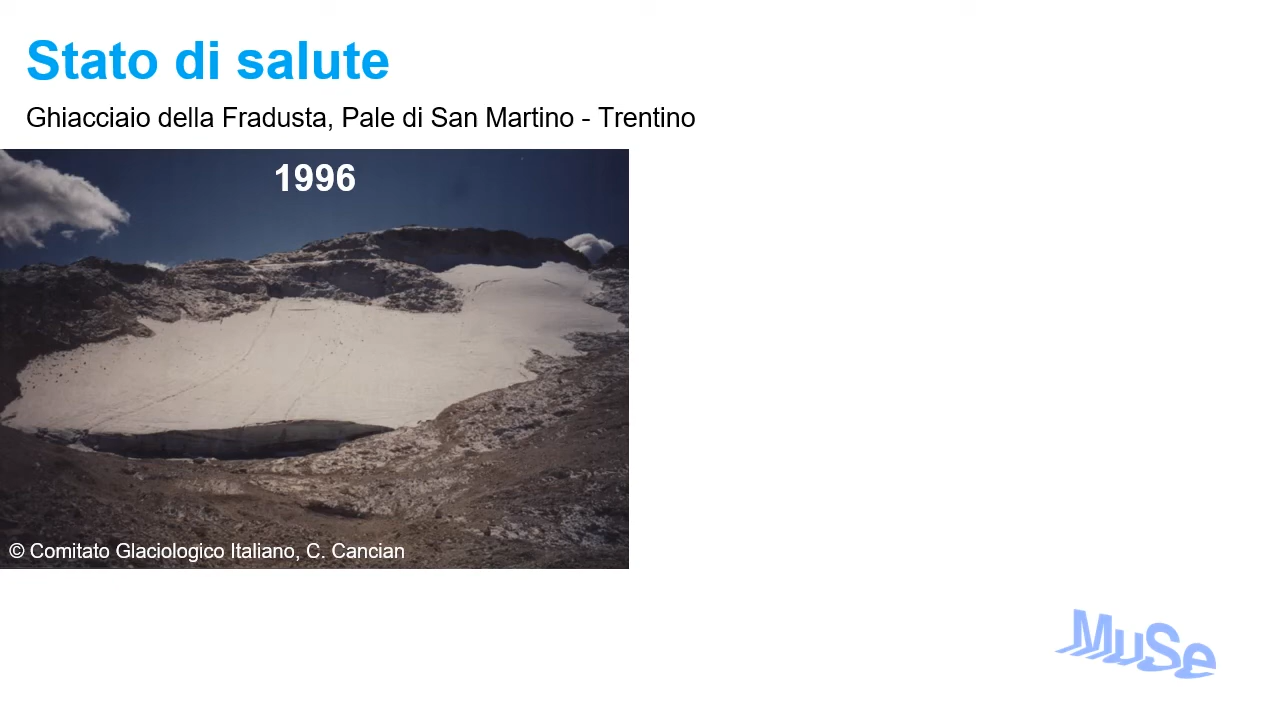 Stato di salute
Ghiacciaio della Fradusta, Pale di San Martino - Trentino
1996
© Comitato Glaciologico Italiano, C. Cancian
MuSe